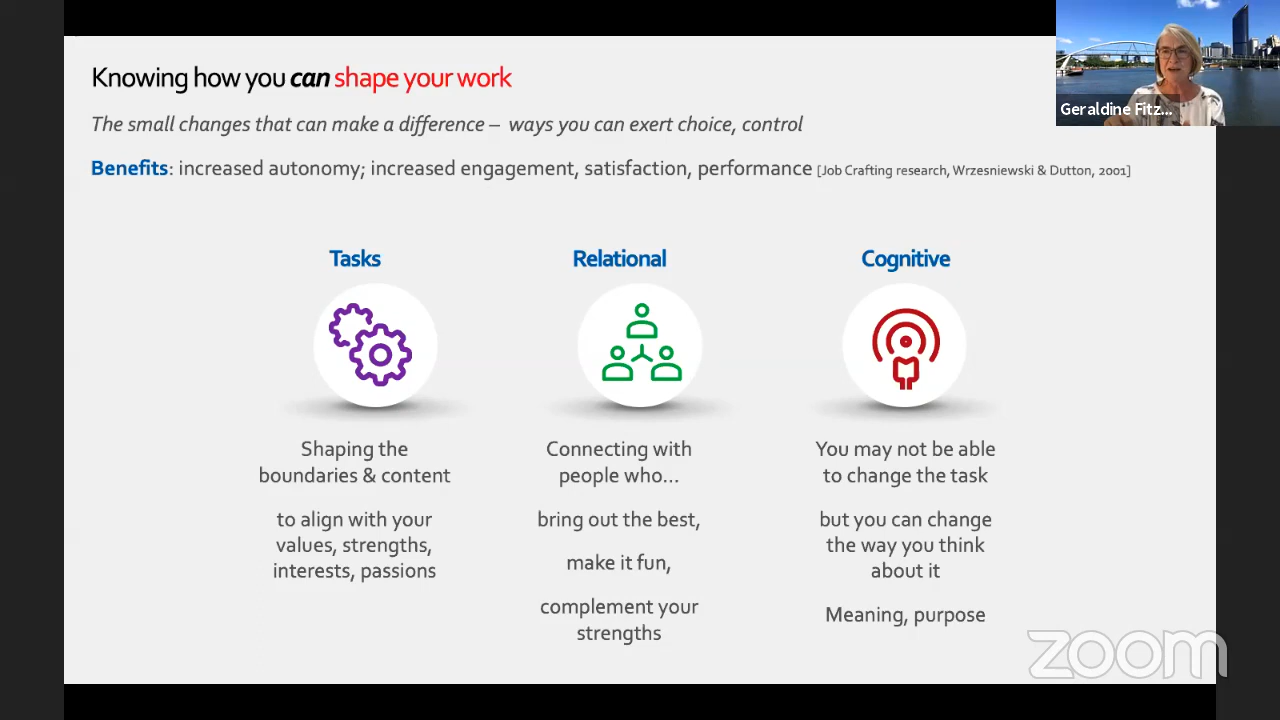 Knowing how you can shape your work
The small changes that can make a difference – ways you can exert choice, control
Benefits: increased autonomy; increased engagement, satisfaction, performance [Job Crafting research, Wrzesniewski & Dutton, 2001]
Geraldine Fitz...
Tasks
Shaping the
boundaries & content
to align with your
values, strengths,
interests, passions
Relational
Connecting with
people who...
bring out the best,
make it fun,
complement your
strengths
Cognitive
You may not be able
to change the task
but you can change
the way you think
about it
Meaning, purpose
zoom